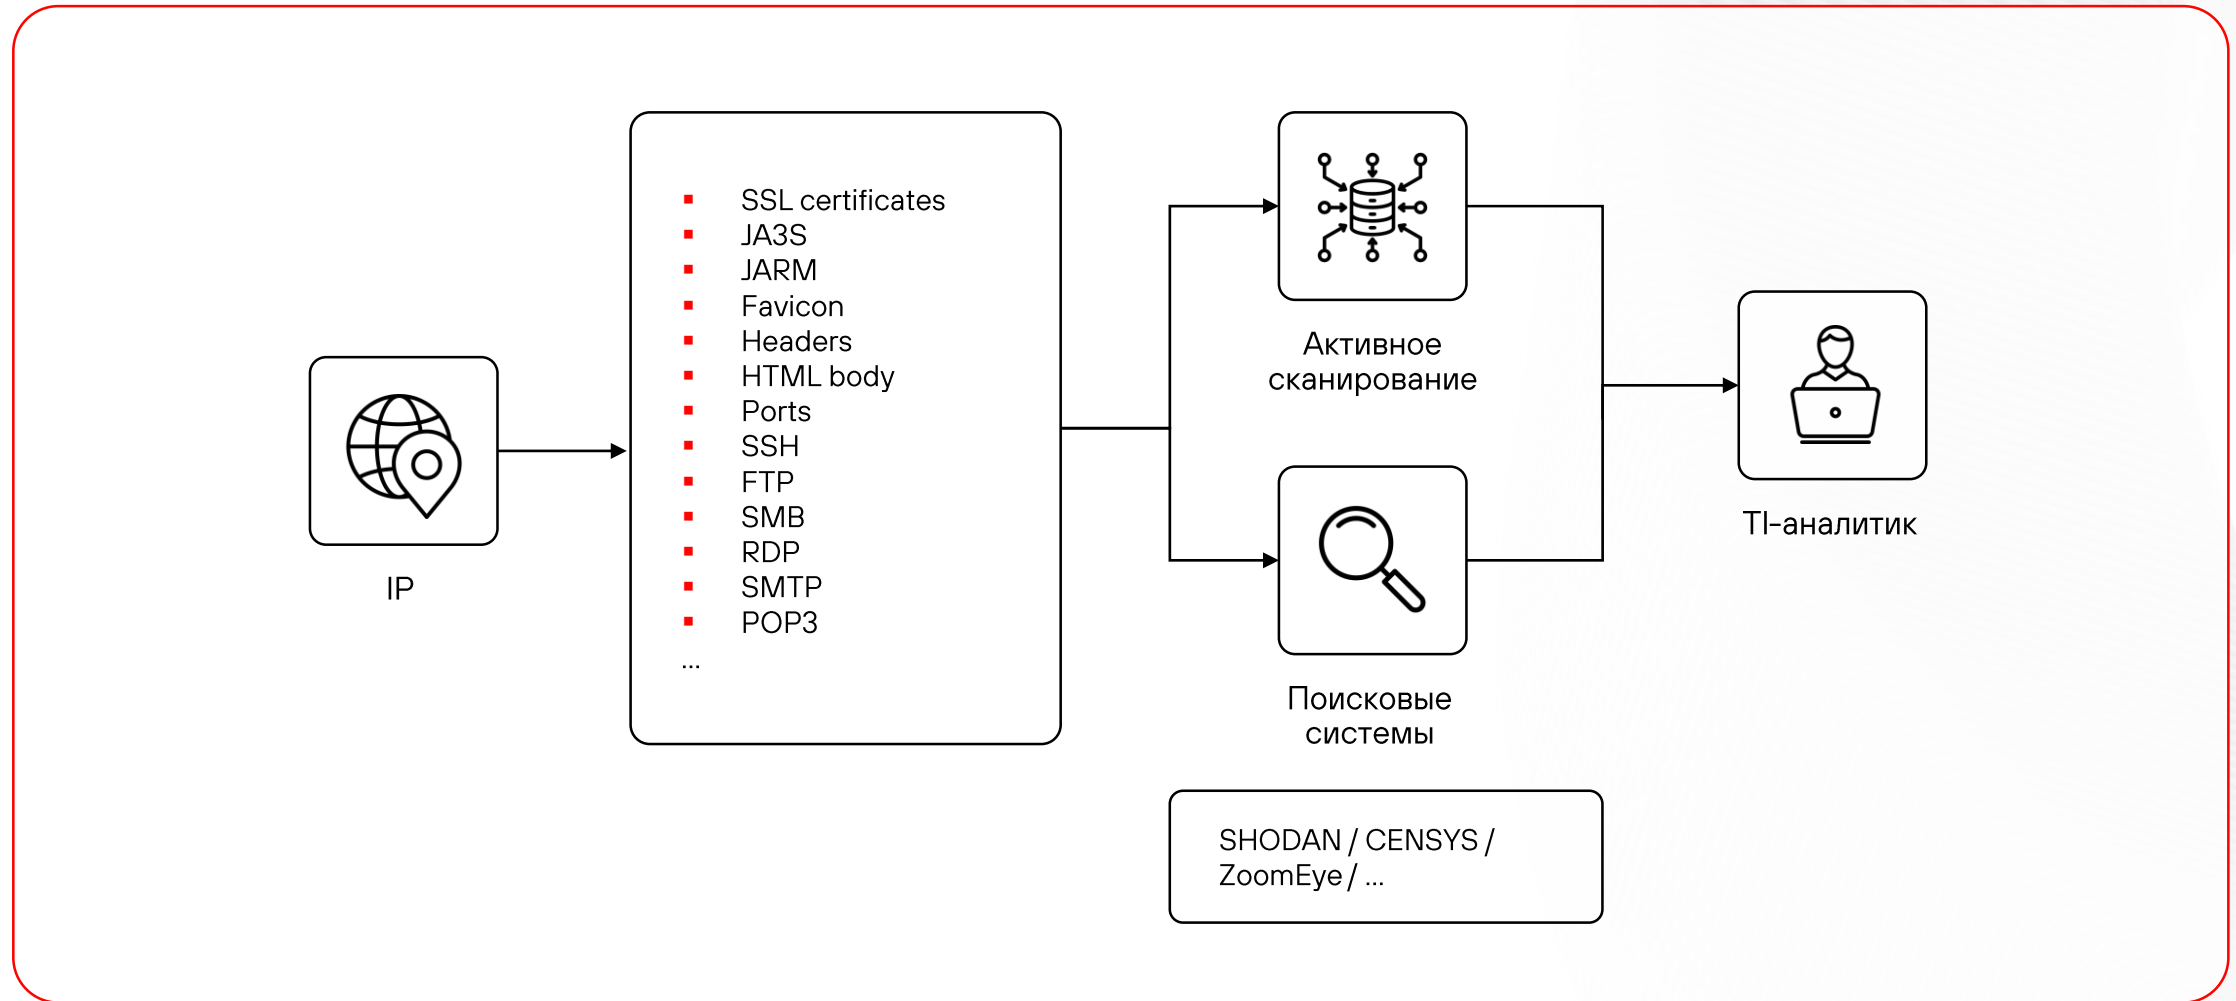 IP
SSL certificates
JA3S
JARM
Favicon
Headers
HTML body
Ports
SSH
FTP
SMB
RDP
SMTP
POP3
...
Активное
сканирование
Поисковые
системы
SHODAN / CENSYS /
ZoomEye / ...
TI-аналитик